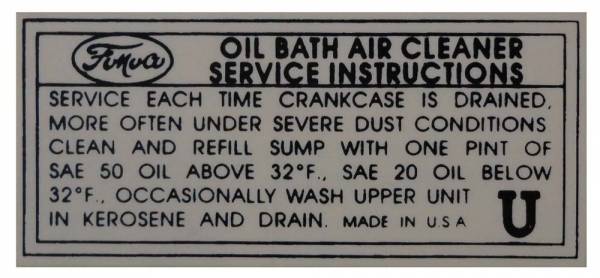 OIL BATH AIR CLEANER
SERVICE INSTRUCTIONS
SERVICE EACH TIME CRANKCASE IS DRAINED,
MORE OFTEN UNDER SEVERE DUST CONDITIONS
CLEAN AND REFILL SUMP WITH ONE PINT OF
SAE 50 OIL ABOVE 32°F., SAE 20 OIL BELOW
32°F., OCCASIONALLY WASH UPPER UNIT
IN KEROSENE AND DRAIN. MADE IN U.S.A
U